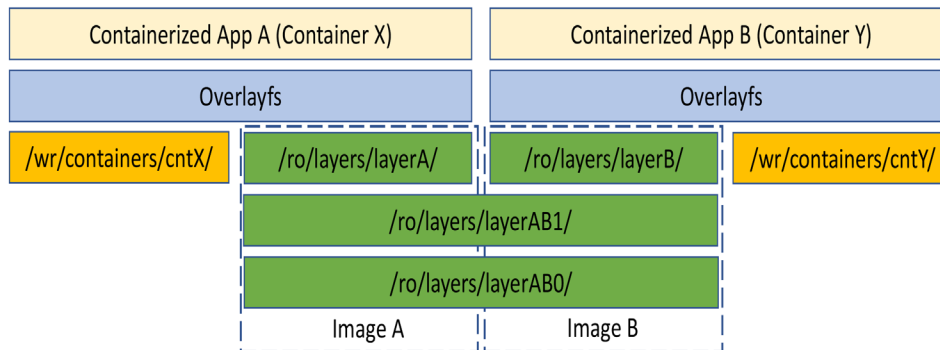 Containerized App A (Container X)
Containerized App B (Container Y)
Overlayfs
Overlayfs
/wr/containers/cntX/
/ro/layers/layerA/
/ro/layers/layerB/
/wr/containers/cntY/
/ro/layers/layerAB1/
/ro/layers/layerAB0/
Image A
Image B